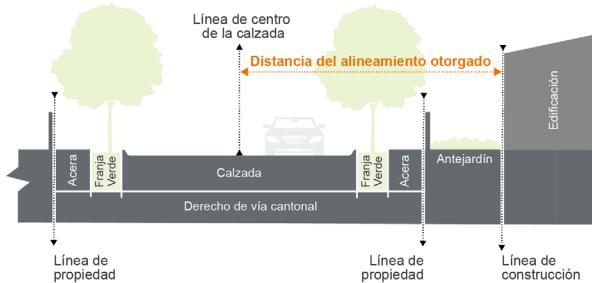 Línea de centro
de la calzada
Distancia del alineamiento otorgado
Edificación
Acera
Franja
Verde
Calzada
Franja
Verde
Acera
Antejardín
Derecho de vía cantonal
Línea de
propiedad
Línea de
propiedad
Línea de
construcción